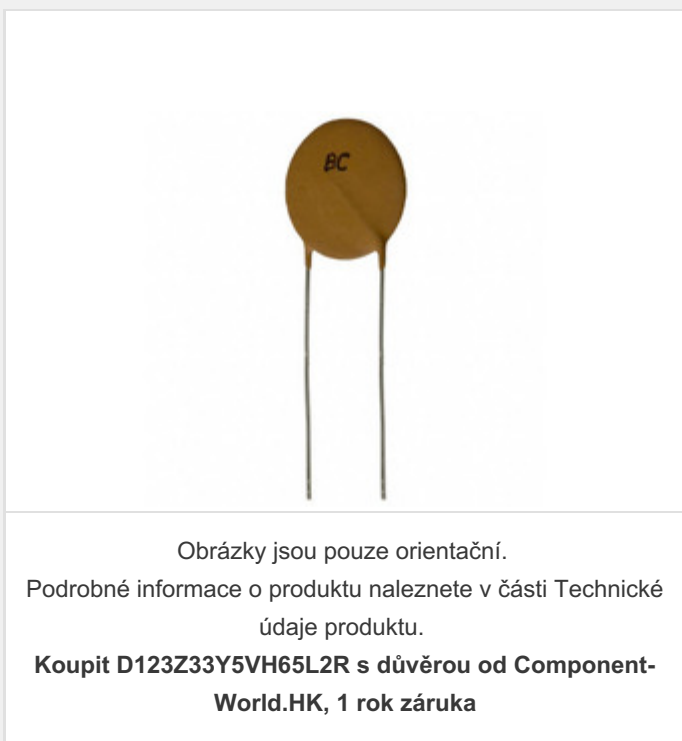 BC
Obrázky jsou pouze orientační.
Podrobné informace o produktu naleznete v části Technické
údaje produktu.
Koupit D123Z33Y5VH65L2R s důvěrou od Component-
World.HK, 1 rok záruka